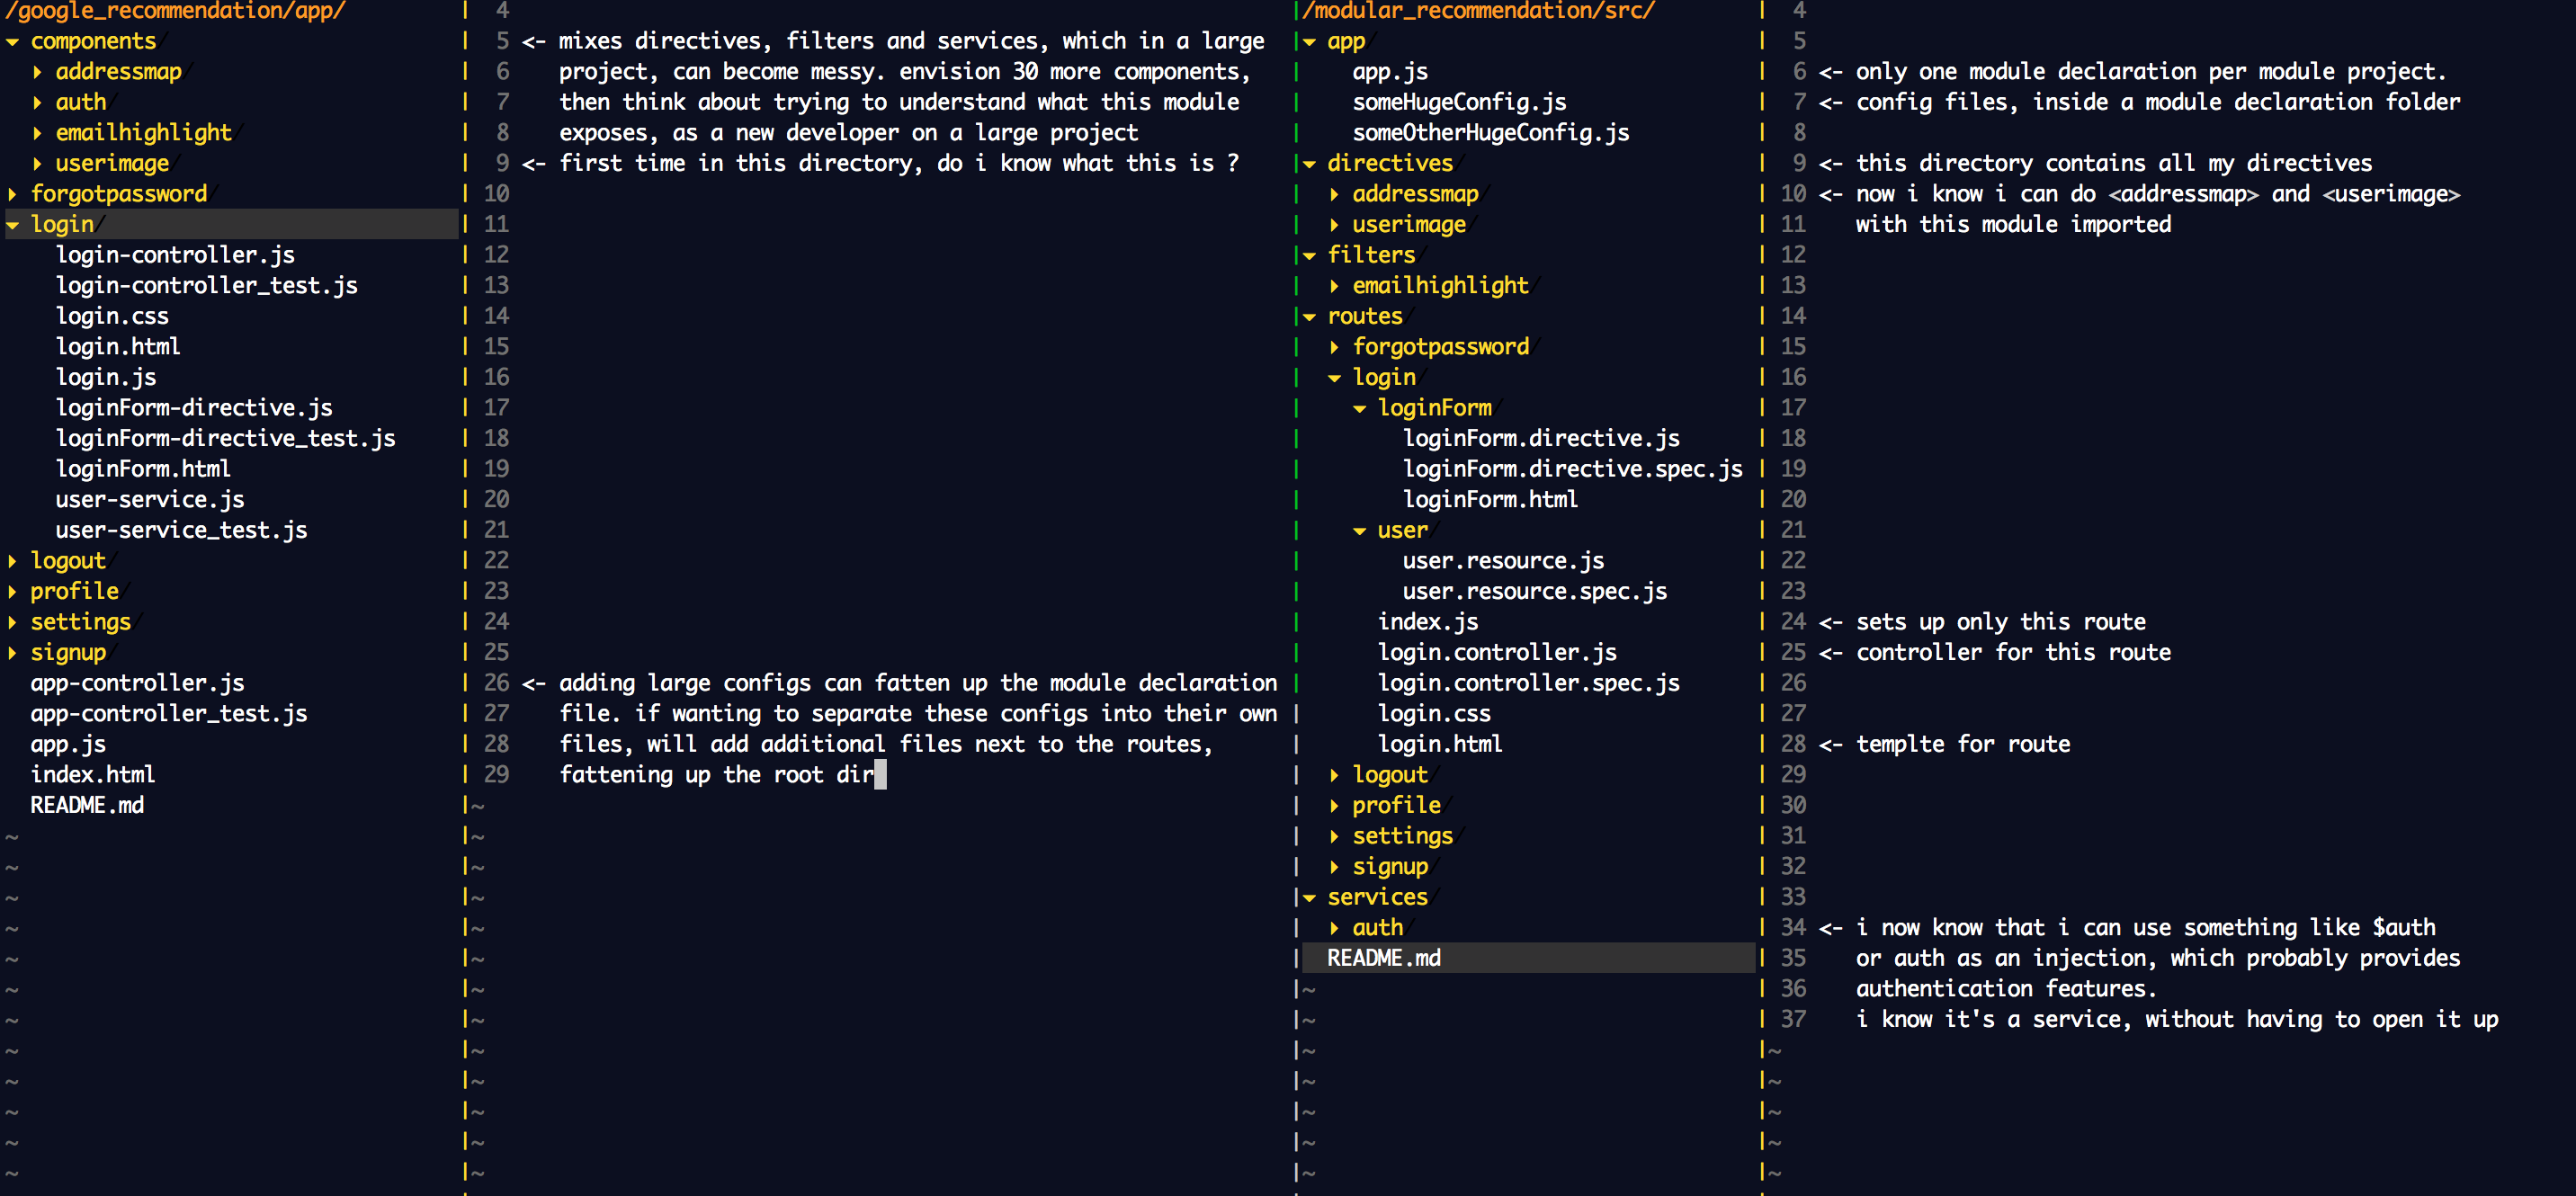 /google_recommendation/app/
▾ components/
▸ addressmap/
▸ auth/
▸ emailhighlight/
▸ userimage/
▸ forgotpassword/
▾ login/
login-controller.js
login-controller_test.js
login.css
login.html
login.js
loginForm-directive.js
loginForm-directive_test.js
loginForm.html
user-service.js
user-service_test.js
▸ logout/
▸ profile/
▸ settings/
▸ signup/
app-controller.js
app-controller_test.js
app.js
index.html
README.md
~
~
~
~
~
~
~
~
~
~
~
~
4
5 <- mixes directives, filters and services, which in a large
6 project, can become messy. envision 30 more components,
7 then think about trying to understand what this module
8 exposes, as a new developer on a large project
9 <- first time in this directory, do i know what this is ?
10
11
12
13
14
15
16
17
18
19
20
21
22
23
24
25
26 <- adding large configs can fatten up the module declaration
27 file. if wanting to separate these configs into their own
28 files, will add additional files next to the routes,
29 fattening up the root dir
~
~
~
~
~
~
~
~
~
~
~
~
~
/modular_recommendation/src/
▾ app/
app.js
someHugeConfig.js
someOtherHugeConfig.js
▾ directives/
▸ addressmap/
▸ userimage/
▾ filters/
▸ emailhighlight/
▾ routes/
▸ forgotpassword/
▾ login/
▾ loginForm/
loginForm.directive.js
loginForm.directive.spec.js
loginForm.html
▾ user/
user.resource.js
user.resource.spec.js
index.js
login.controller.js
login.controller.spec.js
login.css
login.html
▸ logout/
▸ profile/
▸ settings/
▸ signup/
▾ services/
▸ auth/
README.md
~
~
~
~
~
~
~
4
5
6 <- only one module declaration per module project.
7 <- config files, inside a module declaration folder
8
9 <- this directory contains all my directives
10 <- now i know i can do <addressmap> and <userimage>
11 with this module imported
12
13
14
15
16
17
18
19
20
21
22
23
24 <- sets up only this route
25 <- controller for this route
26
27
28 <- templte for route
29
30
31
32
33
34 <- i now know that i can use something like $auth
35 or auth as an injection, which probably provides
36 authentication features.
37 i know it's a service, without having to open it up
~
~
~
~
~